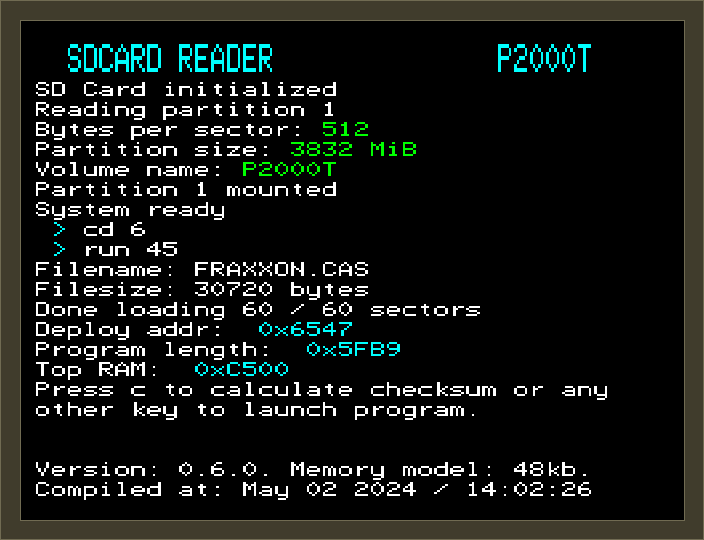 SDCARD READER P2000T
SD Card initialized
Reading partition 1
Bytes per sector: 512
Partition size: 3832 MiB
Volume name: P2000T
Partition 1 mounted
System ready
> cd 6
> run 45
Filename: FRAXXON.CAS
Filesize: 30720 bytes
Done loading 60 / 60 sectors
Deploy addr: 0x6547
Program length: 0x5FB9
Top RAM: 0xC500
Press c to calculate checksum or any
other key to launch program.
Version: 0.6.0. Memory model: 48kb.
Compiled at: May 02 2024 / 14:02:26